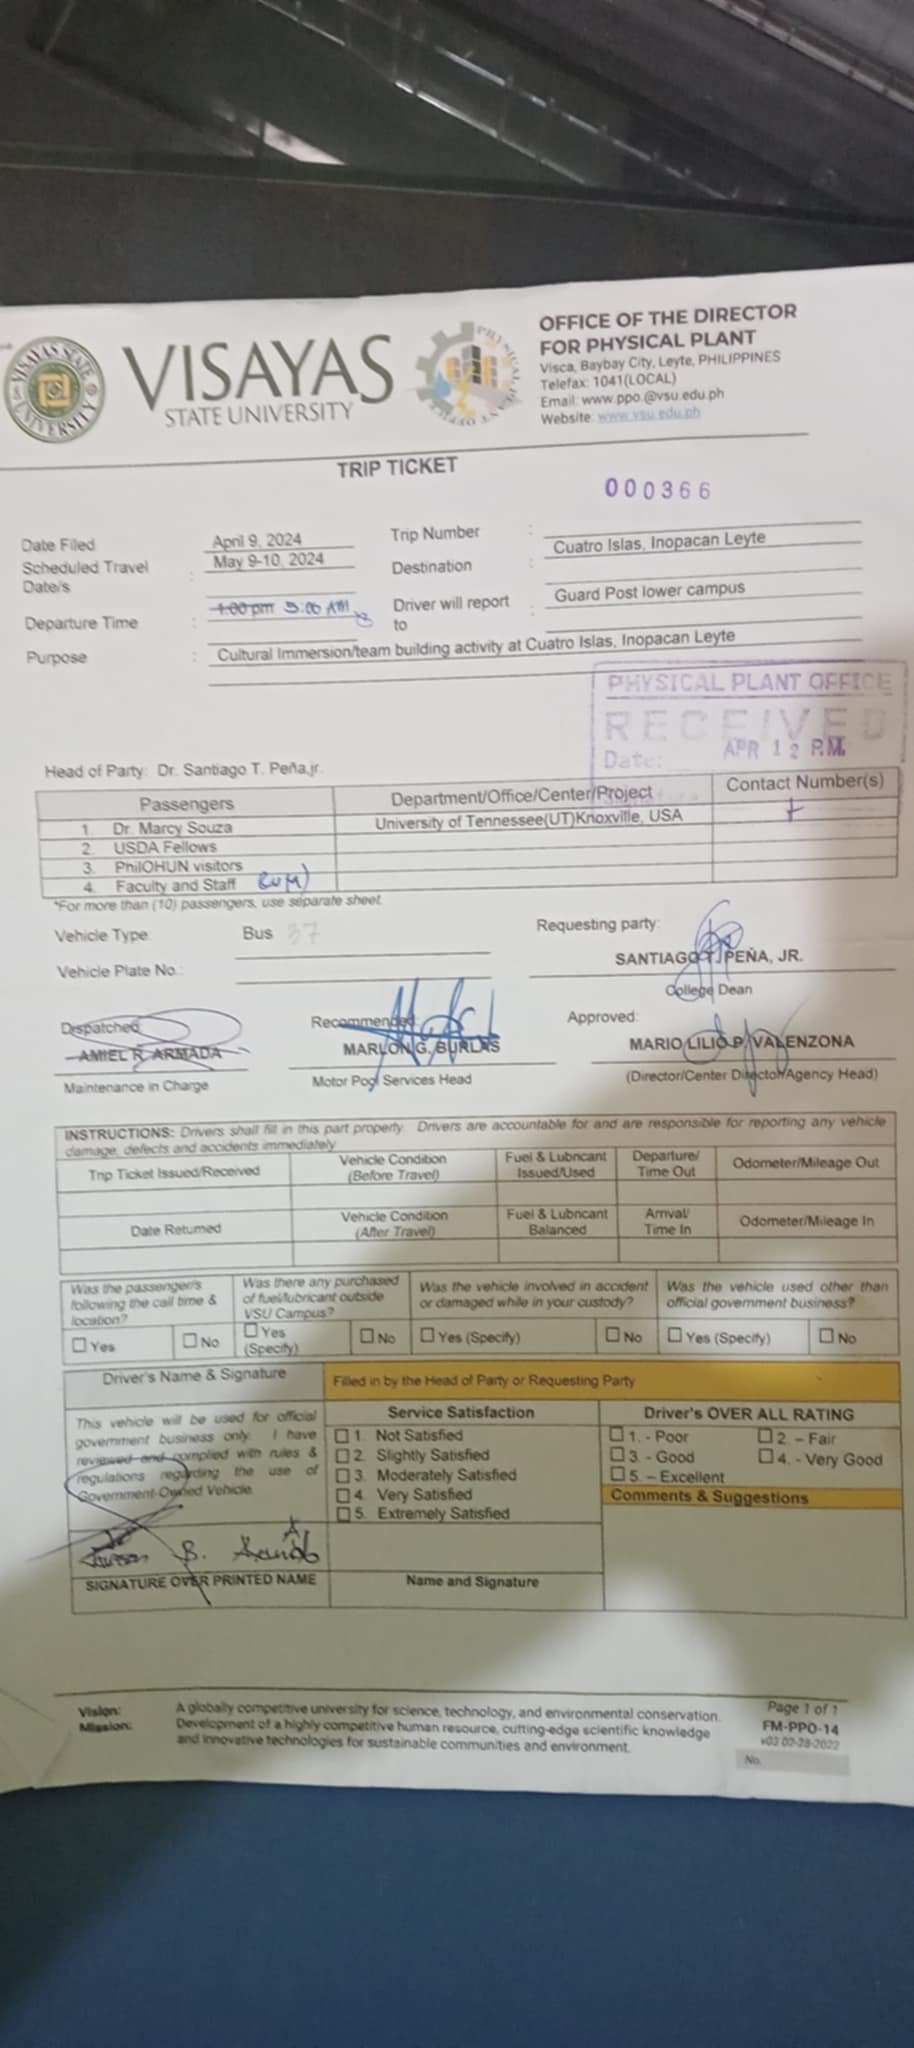 VISAYAS STATE UNIVERSITY
VISAYAS
STATE UNIVERSITY
OFFICE OF THE DIRECTOR
FOR PHYSICAL PLANT
Visca, Baybay City, Leyte, PHILIPPINES
Telefax: 1041(LOCAL)
Email: www.ppo.@vsu.edu.ph
Website: www.vsu.edu.ph
TRIP TICKET
000366
Date Filed April 9, 2024 Trip Number :
Scheduled Travel Date/s : May 9-10, 2024 Destination : Cuatro Islas, Inopacan Leyte
Departure Time : 1:00 pm 5:00 AM Driver will report to : Guard Post lower campus
Purpose : Cultural Immersion/team building activity at Cuatro Islas, Inopacan Leyte
PHYSICAL PLANT OFFICE
RECEIVED
Date: APR 12 P.M.
Head of Party: Dr. Santiago T. Peña,jr.
Passengers Department/Office/Center/Project Contact Number(s)
1. Dr. Marcy Souza University of Tennessee(UT)Knoxville, USA
2. USDA Fellows
3. PhilOHUN visitors
4. Faculty and Staff
*For more than (10) passengers, use separate sheet.
Vehicle Type: Bus 37 Requesting party:
Vehicle Plate No.: SANTIAGO T. PEÑA, JR.
College Dean
Dispatched: Recommended: Approved:
AMIEL R. ARMADA MARLON G. BURLAS MARIO LILIO P. VALENZONA
Maintenance in Charge Motor Pool Services Head (Director/Center Director/Agency Head)
INSTRUCTIONS: Drivers shall fill in this part properly. Drivers are accountable for and are responsible for reporting any vehicle
damage, defects and accidents immediately.
Trip Ticket Issued/Received Vehicle Condition (Before Travel) Fuel & Lubricant Issued/Used Departure/ Time Out Odometer/Mileage Out
Date Returned Vehicle Condition (After Travel) Fuel & Lubricant Balanced Arrival/ Time In Odometer/Mileage In
Was the passenger/s following the call time & location? Was there any purchased of fuel/lubricant outside VSU Campus? Was the vehicle involved in accident or damaged while in your custody? Was the vehicle used other than official government business?
Yes No Yes (Specify) No Yes (Specify) No Yes (Specify) No
Driver's Name & Signature Filled in by the Head of Party or Requesting Party
This vehicle will be used for official
government business only. I have
reviewed and complied with rules &
regulations regarding the use of
Government-Owned Vehicle.
Service Satisfaction
1. Not Satisfied
2. Slightly Satisfied
3. Moderately Satisfied
4. Very Satisfied
5. Extremely Satisfied
Driver's OVER ALL RATING
1. - Poor 2 – Fair
3. - Good 4. - Very Good
5. – Excellent
Comments & Suggestions
B.
SIGNATURE OVER PRINTED NAME Name and Signature
Vision: A globally competitive university for science, technology, and environmental conservation.
Mission: Development of a highly competitive human resource, cutting-edge scientific knowledge
and innovative technologies for sustainable communities and environment.
Page 1 of 1
FM-PPO-14
v03 02-28-2022
No.